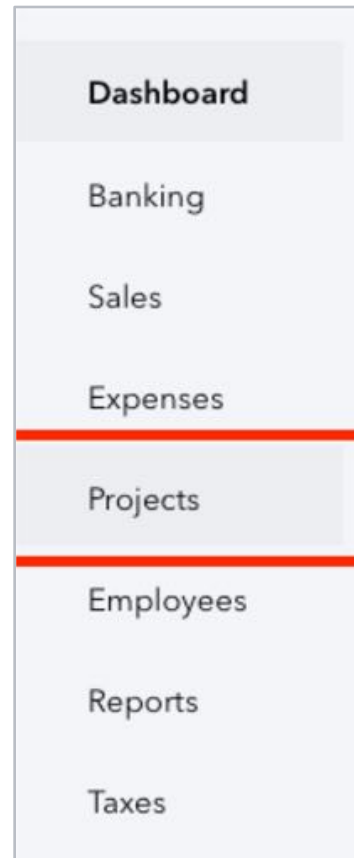 Dashboard
Banking
Sales
Expenses
Projects
Employees
Reports
Taxes